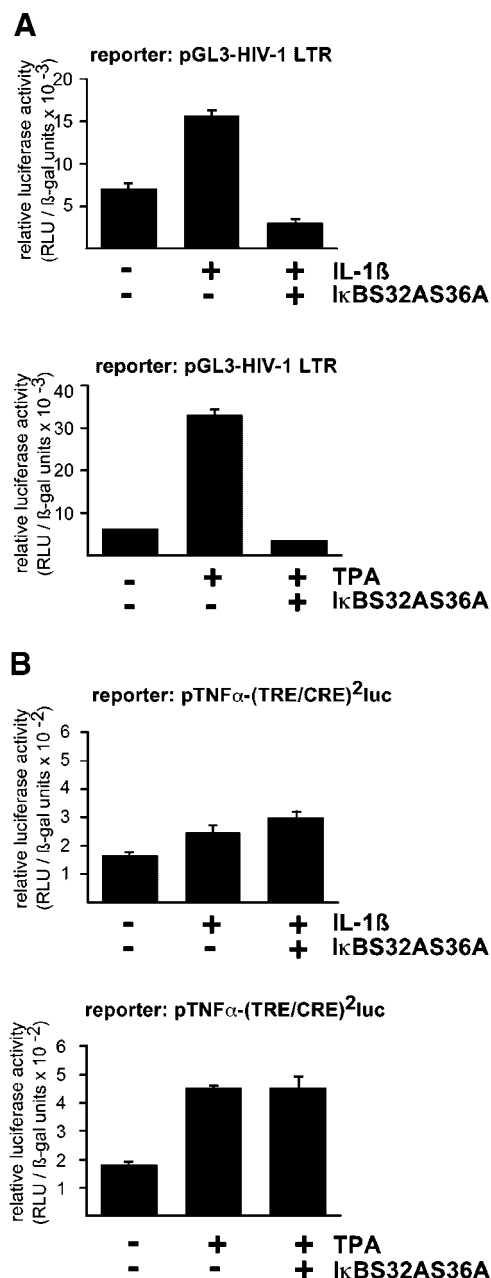 A
reporter: pGL3-HIV-1 LTR
relative luciferase activity
(RLU / ß-gal units x 10⁻³)
20
15
10
5
- + + IL-1ß
- - + IκBS32AS36A
reporter: pGL3-HIV-1 LTR
relative luciferase activity
(RLU / ß-gal units x 10⁻³)
40
30
20
10
- + + TPA
- - + IκBS32AS36A
B
reporter: pTNFα-(TRE/CRE)²luc
relative luciferase activity
(RLU / ß-gal units x 10⁻²)
6
5
4
3
2
1
- + + IL-1ß
- - + IκBS32AS36A
reporter: pTNFα-(TRE/CRE)²luc
relative luciferase activity
(RLU / ß-gal units x 10⁻²)
6
5
4
3
2
1
- + + TPA
- - + IκBS32AS36A